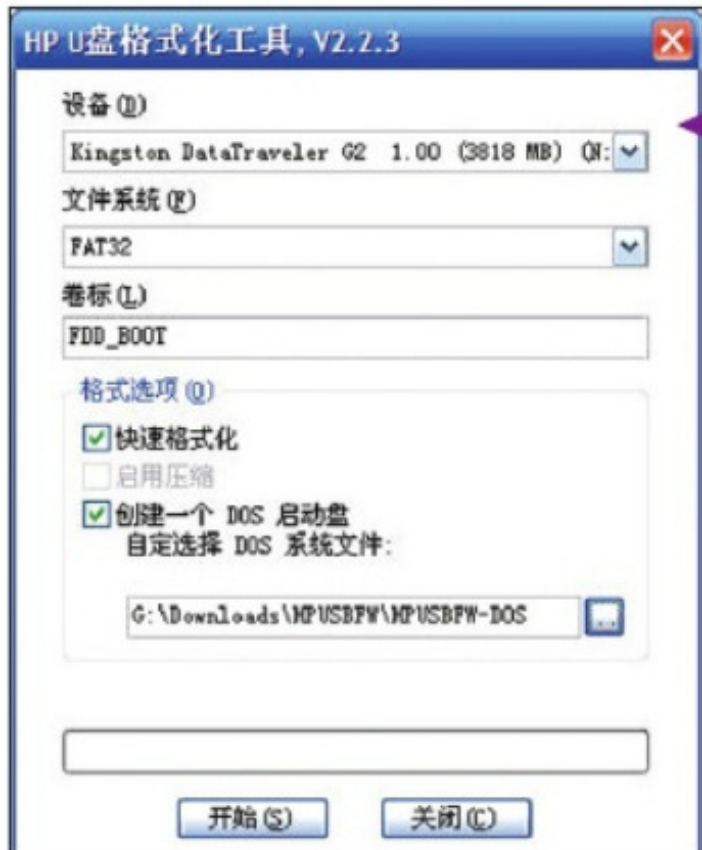 HP U盘格式化工具, V2.2.3
设备(D)
Kingston DataTraveler G2 1.00 (3818 MB) (N:
文件系统(F)
FAT32
卷标(L)
FDD_BOOT
格式选项(O)
快速格式化
启用压缩
创建一个 DOS 启动盘
自定选择 DOS 系统文件:
G:\Downloads\HPUSBFW\HPUSBFW-DOS
...
开始(S)
关闭(C)